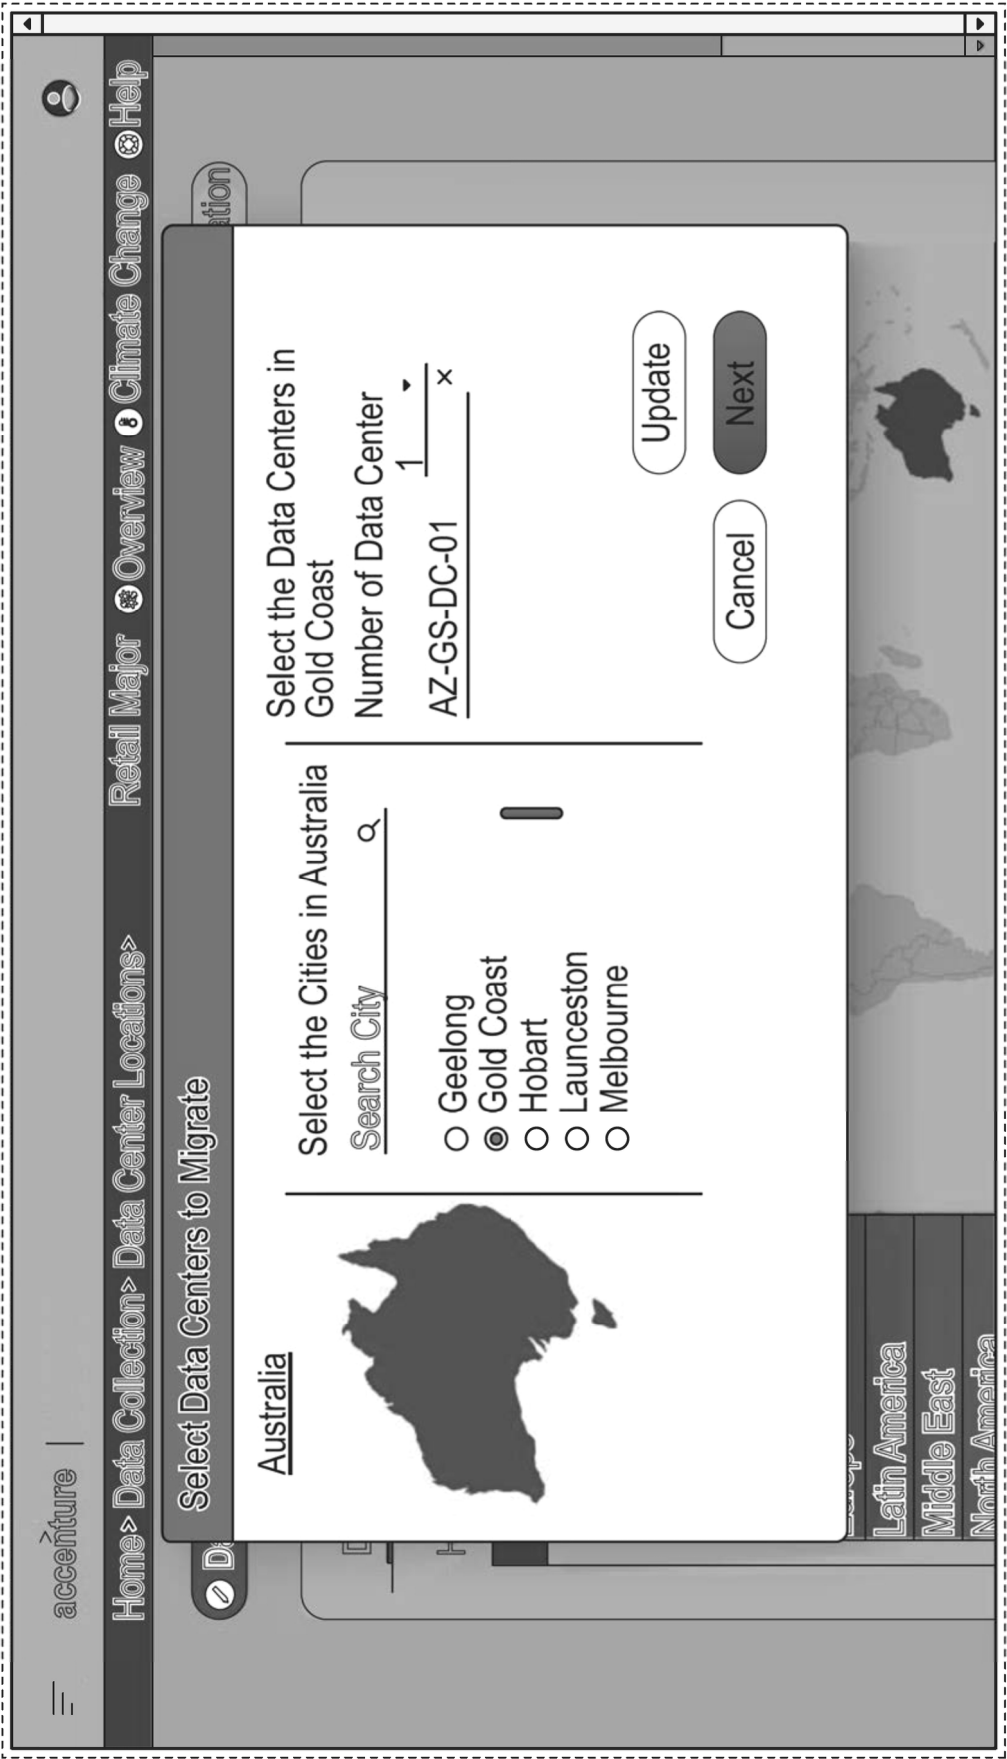 accenture
Home> Data Collection> Data Center Locations>
Retail Major
Overview
Climate Change
Help
ation
Select Data Centers to Migrate
Australia
Select the Cities in Australia
Search City
Geelong
Gold Coast
Hobart
Launceston
Melbourne
Select the Data Centers in
Gold Coast
Number of Data Center
1
AZ-GS-DC-01 ×
Update
Cancel
Next
Latin America
Middle East
North America